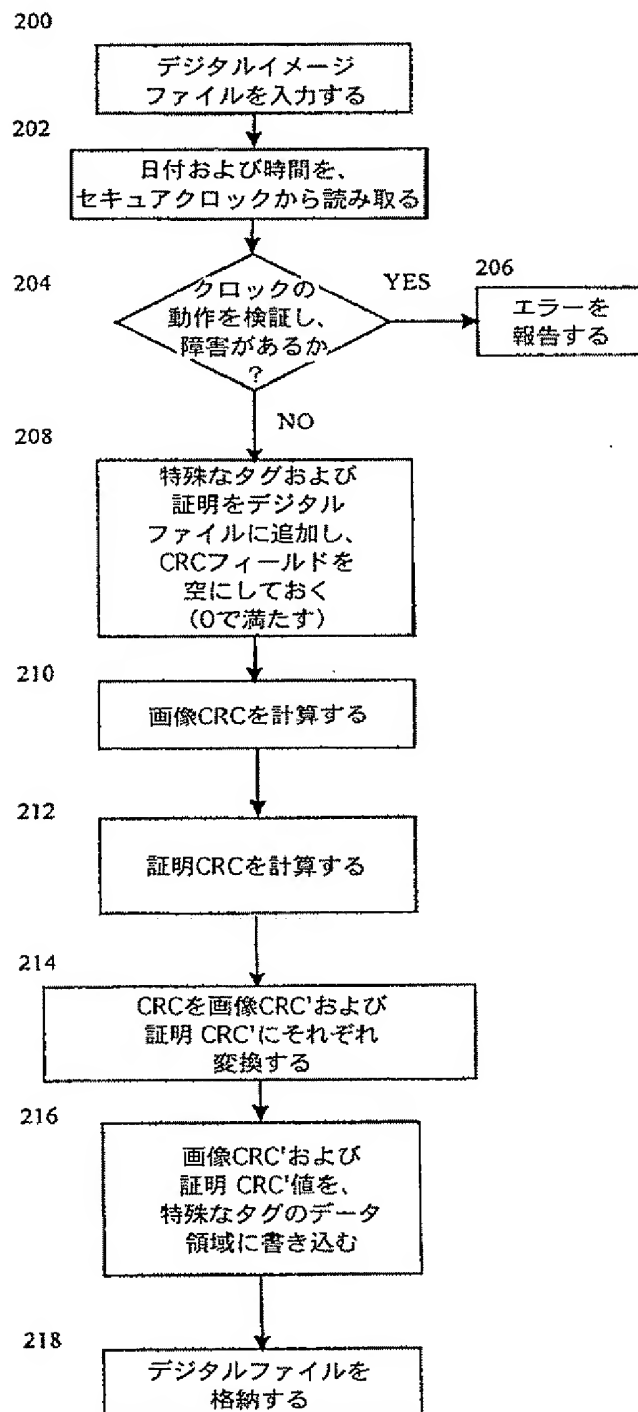 200
デジタルイメージ
ファイルを入力する
202
日付および時間を、
セキュアクロックから読み取る
204
クロックの
動作を検証し、
障害があるか
?
YES
206
エラーを
報告する
NO
208
特殊なタグおよび
証明をデジタル
ファイルに追加し、
CRCフィールドを
空にしておく
(0で満たす)
210
画像CRCを計算する
212
証明CRCを計算する
214
CRCを画像CRC'および
証明 CRC'にそれぞれ
変換する
216
画像CRC'および
証明 CRC'値を、
特殊なタグのデータ
領域に書き込む
218
デジタルファイルを
格納する